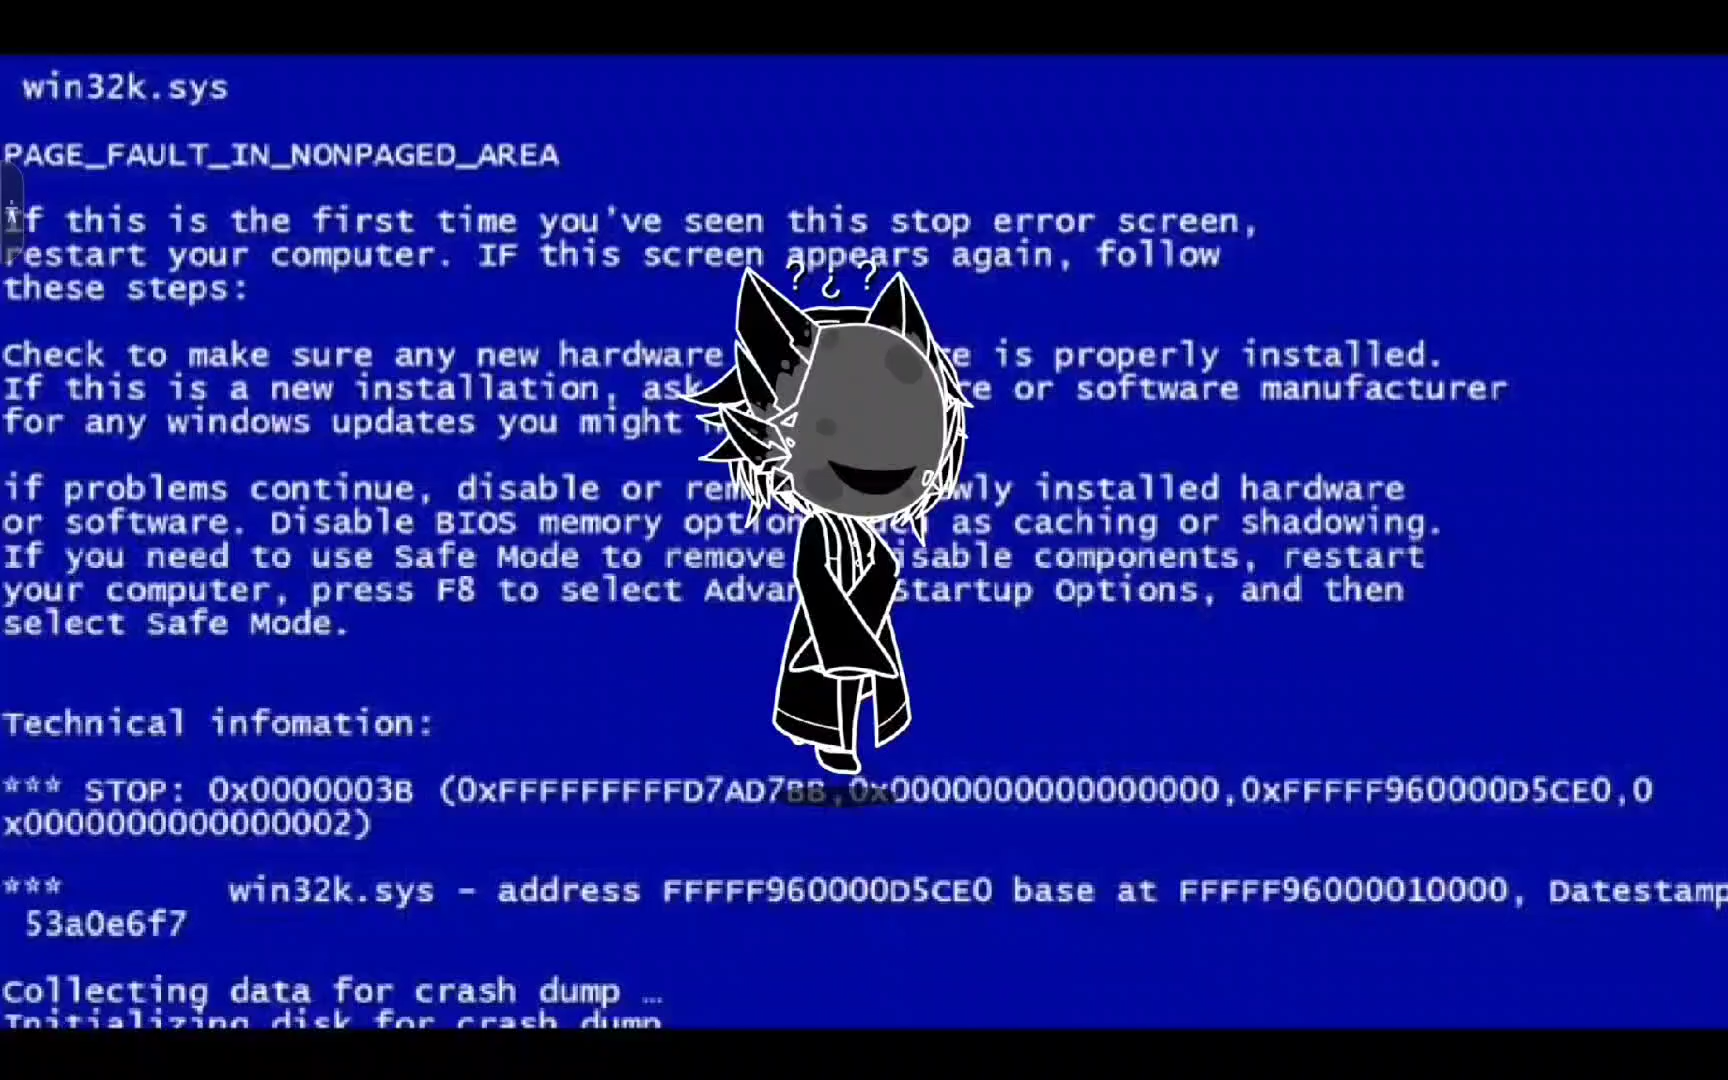 win32k.sys
PAGE_FAULT_IN_NONPAGED_AREA
If this is the first time you've seen this stop error screen,
restart your computer. IF this screen appears again, follow
these steps:
? ¿ ?
Check to make sure any new hardware is properly installed.
If this is a new installation, ask or software manufacturer
for any windows updates you might
if problems continue, disable or installed hardware
or software. Disable BIOS memory as caching or shadowing.
If you need to use Safe Mode to remove components, restart
your computer, press F8 to select Startup Options, and then
select Safe Mode.
Technical infomation:
*** STOP: 0x0000003B (0xFFFFFFFFFD7AD7BB,0x0000000000000000,0xFFFFF960000D5CE0,0
x0000000000000002)
*** win32k.sys - address FFFFF960000D5CE0 base at FFFFF96000010000, Datestamp
53a0e6f7
Collecting data for crash dump ...
Initializing disk for crash dump